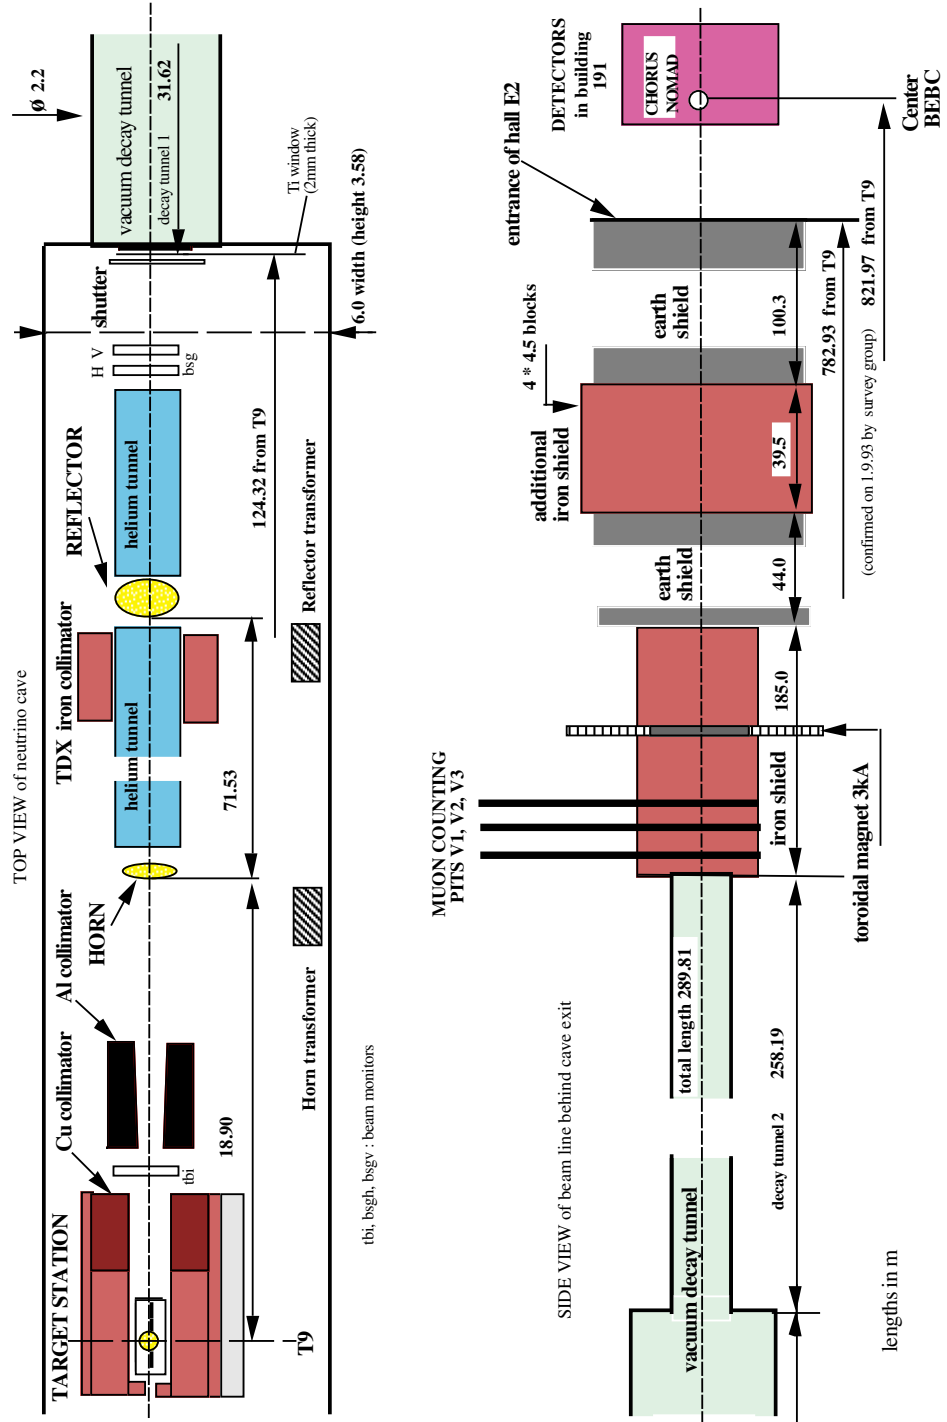 TOP VIEW of neutrino cave
TARGET STATION
Cu collimator
Al collimator
HORN
TDX iron collimator
REFLECTOR
shutter
H V
bsg
tbi
ø 2.2
vacuum decay tunnel
decay tunnel 1
31.62
Ti window
(2mm thick)
6.0 width (height 3.58)
helium tunnel
helium tunnel
124.32 from T9
71.53
18.90
Reflector transformer
Horn transformer
T9
tbi, bsgh, bsgv : beam monitors
SIDE VIEW of beam line behind cave exit
vacuum decay tunnel
total length 289.81
decay tunnel 2
258.19
MUON COUNTING
PITS V1, V2, V3
iron shield
185.0
toroidal magnet 3kA
earth
shield
44.0
additional
iron shield
39.5
4 * 4.5 blocks
earth
shield
100.3
entrance of hall E2
782.93 from T9
821.97 from T9
(confirmed on 1.9.93 by survey group)
DETECTORS
in building
191
CHORUS
NOMAD
Center
BEBC
lengths in m